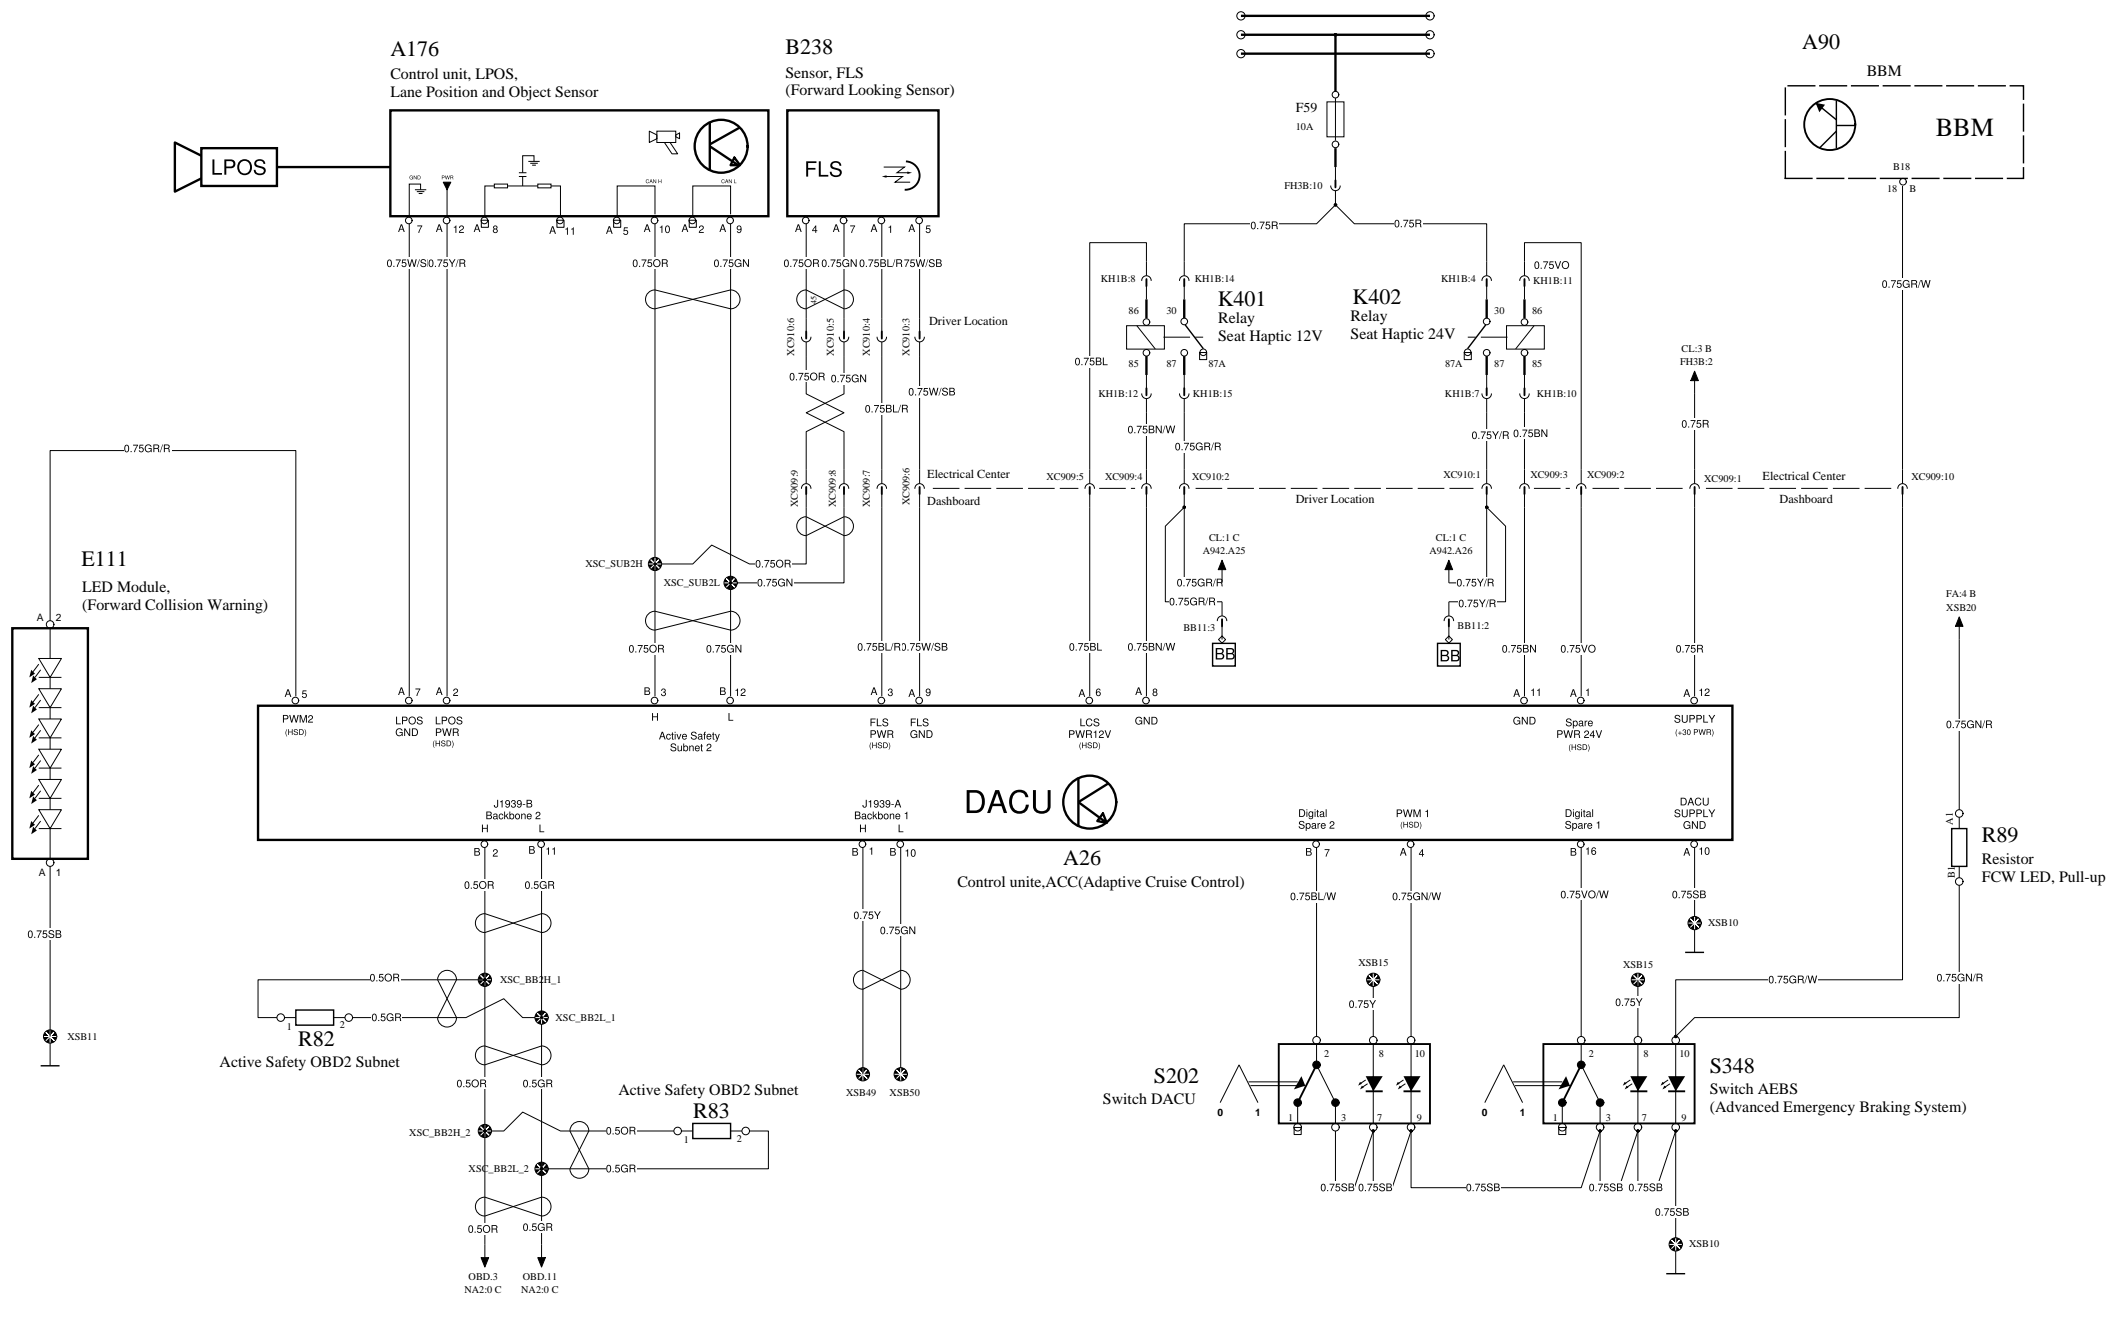 A176
Control unit, LPOS,
Lane Position and Object Sensor
B238
Sensor, FLS
(Forward Looking Sensor)
F59
10A
FH3B:10
A90
BBM
BBM
B18
18 B
LPOS
GND
PWR
CAN H
CAN L
FLS
A 7
A 12
A 8
A 11
A 5
A 10
A 2
A 9
A 4
A 7
A 1
A 5
0.75R
0.75R
0.75Y/R
0.75OR
0.75GN
0.75OR
0.75GN
0.75BL/R
75W/SB
0.75VO
KH1B:8
KH1B:14
KH1B:4
KH1B:11
0.75GR/W
86
30
K401
Relay
Seat Haptic 12V
K402
Relay
Seat Haptic 24V
30
86
XC910:6
XC910:5
XC910:4
XC910:3
Driver Location
85
87
87A
87A
87
85
0.75BL
CL:3 B
FH3B:2
0.75OR
0.75GN
0.75W/SB
0.75BL/R
KH1B:12
KH1B:15
KH1B:7
KH1B:10
0.75BN/W
0.75GR/R
0.75Y/R
0.75BN
0.75R
0.75GR/R
XC909:9
XC909:8
XC909:7
XC909:6
Electrical Center
Dashboard
XC909:5
XC909:4
XC910:2
Driver Location
XC910:1
XC909:3
XC909:2
XC909:1
Electrical Center
Dashboard
XC909:10
E111
LED Module,
(Forward Collision Warning)
XSC_SUB2H
0.75OR
XSC_SUB2L
0.75GN
CL:1 C
A942.A25
CL:1 C
A942.A26
0.75GR/R
0.75GR/R
0.75Y/R
0.75Y/R
BB11:3
BB
BB11:2
BB
FA:4 B
XSB20
A 2
0.75OR
0.75GN
0.75BL/R
0.75W/SB
0.75BL
0.75BN/W
0.75BN
0.75VO
0.75R
A 5
A 7
A 2
B 3
B 12
A 3
A 9
A 6
A 8
A 11
A 1
A 12
PWM2
(HSD)
LPOS
GND
LPOS
PWR
(HSD)
H
L
Active Safety
Subnet 2
FLS
PWR
(HSD)
FLS
GND
LCS
PWR12V
(HSD)
GND
GND
Spare
PWR 24V
(HSD)
SUPPLY
(+30 PWR)
0.75GN/R
DACU
J1939-B
Backbone 2
H
L
J1939-A
Backbone 1
H
L
Digital
Spare 2
PWM 1
(HSD)
Digital
Spare 1
DACU
SUPPLY
GND
B 2
B 11
B 1
B 10
B 7
A 4
B 16
A 10
A 1
A26
Control unite,ACC(Adaptive Cruise Control)
A1
B1
R89
Resistor
FCW LED, Pull-up
0.5OR
0.5GR
0.75BL/W
0.75GN/W
0.75VO/W
0.75SB
0.75Y
0.75GN
XSB10
0.75SB
XSB15
XSB15
0.75Y
0.75Y
0.75GR/W
0.75GN/R
0.5OR
XSC_BB2H_1
0.5GR
XSC_BB2L_1
1
2
R82
Active Safety OBD2 Subnet
XSB11
0.5OR
0.5GR
XSB49
XSB50
Active Safety OBD2 Subnet
R83
1
2
XSC_BB2H_2
0.5OR
XSC_BB2L_2
0.5GR
0.5OR
0.5GR
OBD.3
NA2:0 C
OBD.11
NA2:0 C
S202
Switch DACU
0
1
2
8
10
1
3
7
9
0
1
2
8
10
1
3
7
9
S348
Switch AEBS
(Advanced Emergency Braking System)
0.75SB
0.75SB
0.75SB
0.75SB
0.75SB
0.75SB
XSB10